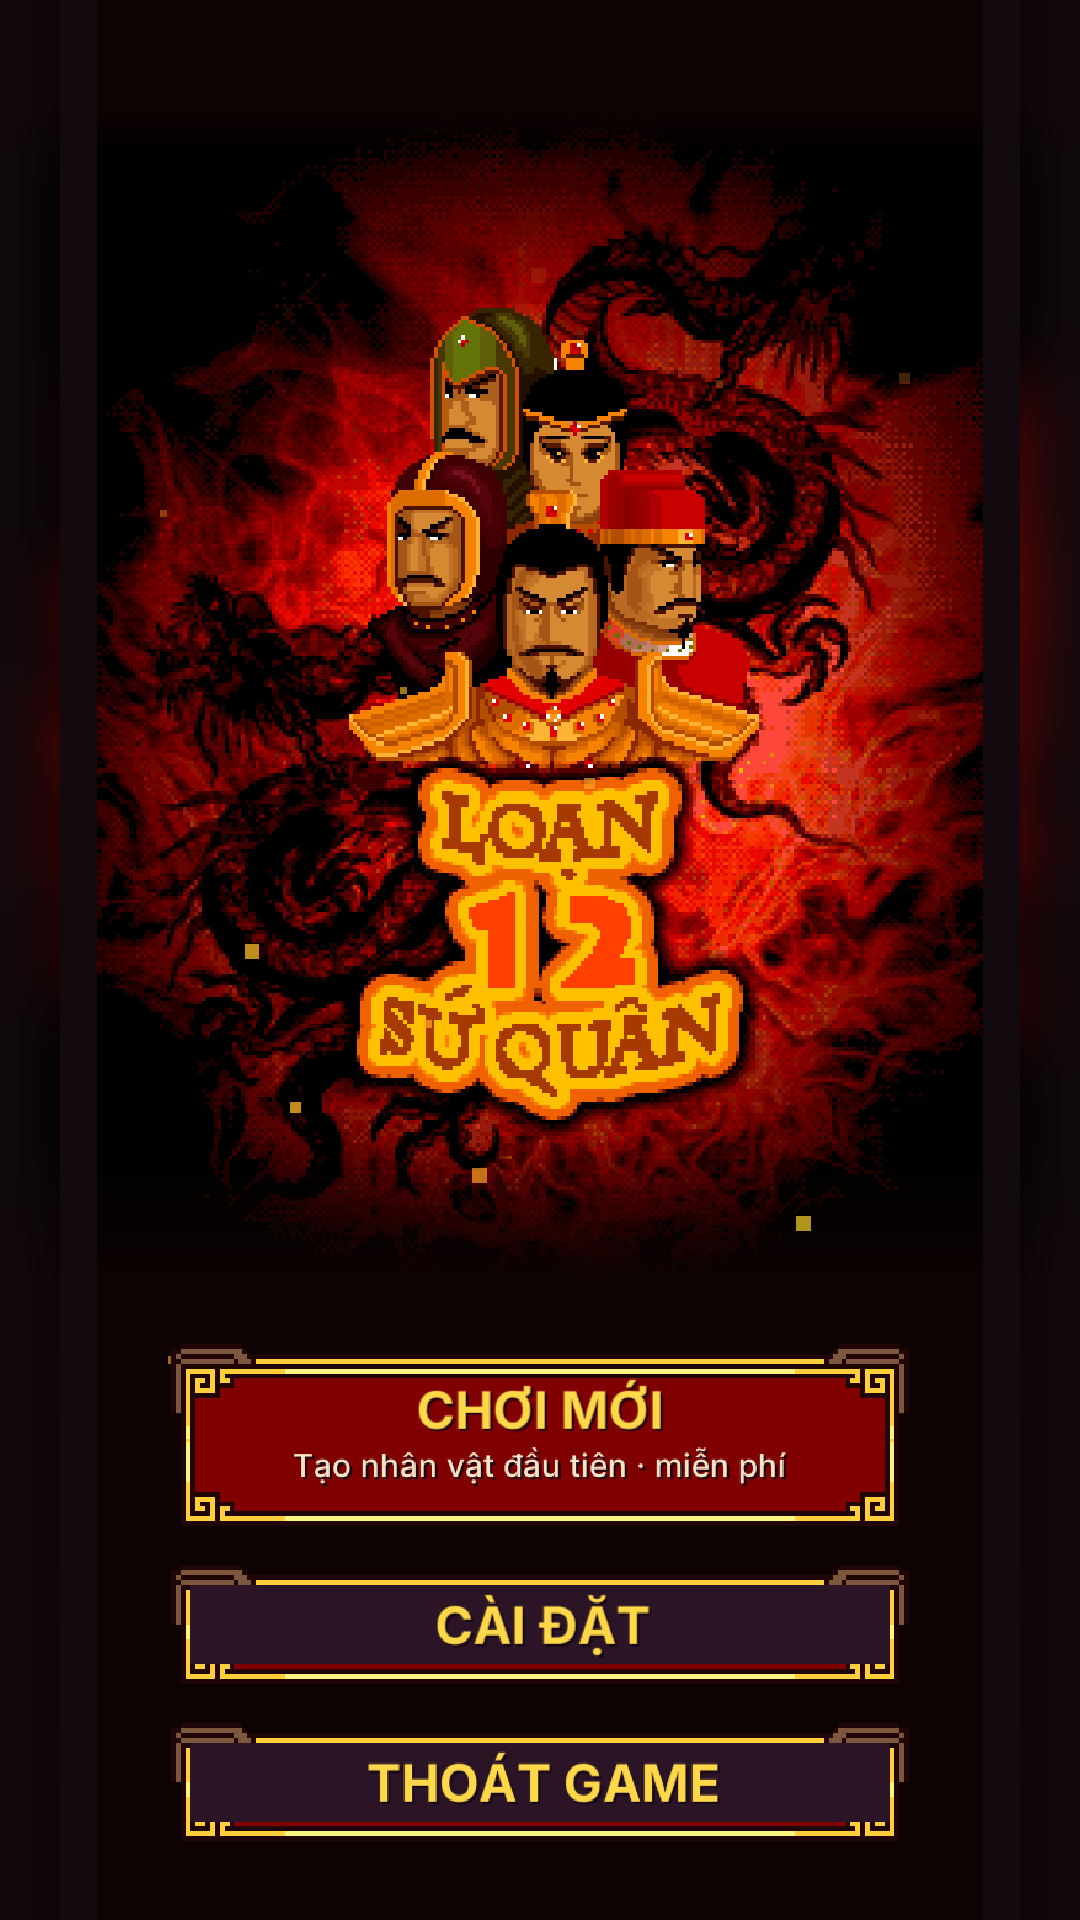 LOẠN
12
SỨ QUÂN
CHƠI MỚI
Tạo nhân vật đầu tiên · miễn phí
CÀI ĐẶT
THOÁT GAME